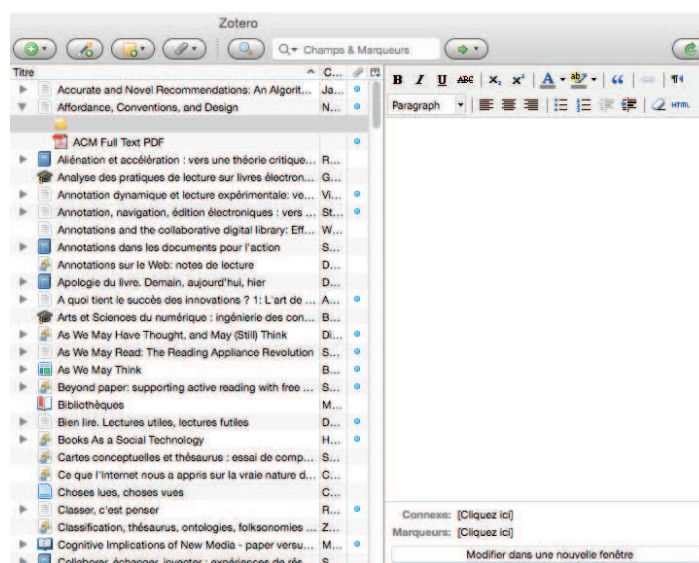 Zotero
Champs & Marqueurs
Titre C...
Accurate and Novel Recommendations: An Algorit... Ja...
Affordance, Conventions, and Design N...
ACM Full Text PDF
Aliénation et accélération : vers une théorie critique... R...
Analyse des pratiques de lecture sur livres électron... G...
Annotation dynamique et lecture expérimentale: ve... Vi...
Annotation, navigation, édition électroniques : vers ... St...
Annotations and the collaborative digital library: Eff... W...
Annotations dans les documents pour l'action S...
Annotations sur le Web: notes de lecture D...
Apologie du livre. Demain, aujourd'hui, hier D...
A quoi tient le succès des innovations ? 1: L'art de ... A...
Arts et Sciences du numérique : ingénierie des con... B...
As We May Have Thought, and May (Still) Think Di...
As We May Read: The Reading Appliance Revolution S...
As We May Think B...
Beyond paper: supporting active reading with free ... S...
Bibliothèques M...
Bien lire. Lectures utiles, lectures futiles D...
Books As a Social Technology H...
Cartes conceptuelles et thésaurus : essai de comp... S...
Ce que l'Internet nous a appris sur la vraie nature d... C...
Choses lues, choses vues C...
Classer, c'est penser R...
Classification, thésaurus, ontologies, folksonomies ... Z...
Cognitive Implications of New Media - paper versu... M...
Collaborer, échanger, inventer : expériences de rés... S...
B I U ABC x₂ x² A ab
Paragraph HTML
Connexe: [Cliquez ici]
Marqueurs: [Cliquez ici]
Modifier dans une nouvelle fenêtre